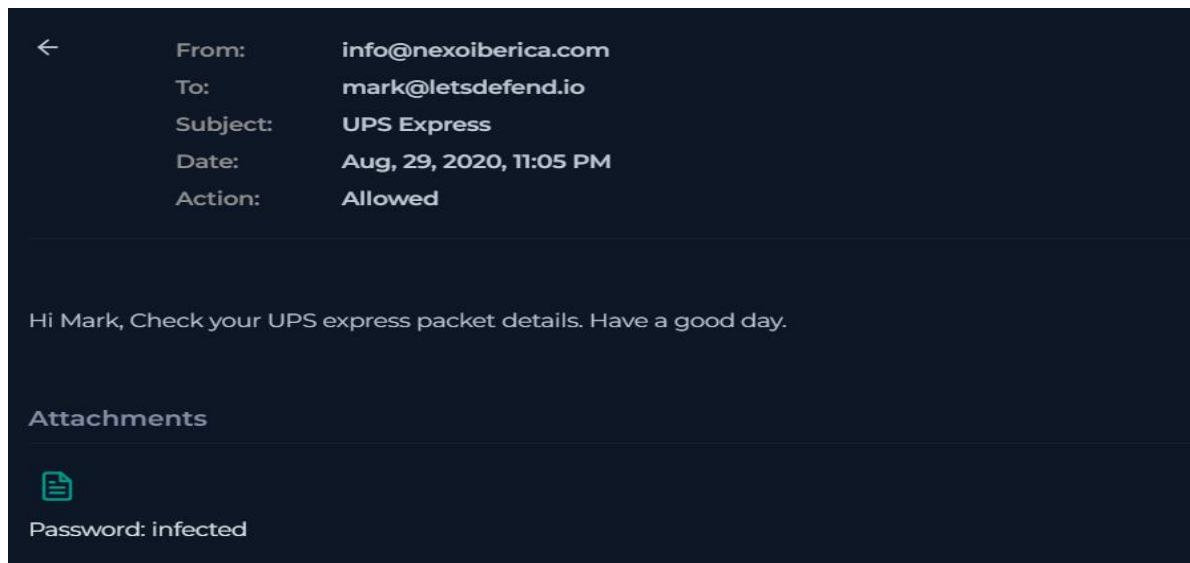 From: info@nexoiberica.com
To: mark@letsdefend.io
Subject: UPS Express
Date: Aug, 29, 2020, 11:05 PM
Action: Allowed
Hi Mark, Check your UPS express packet details. Have a good day.
Attachments
Password: infected